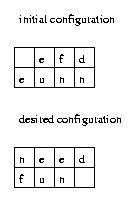 initial configuration
e f d
e u n n
desired configuration
n e e d
f u n